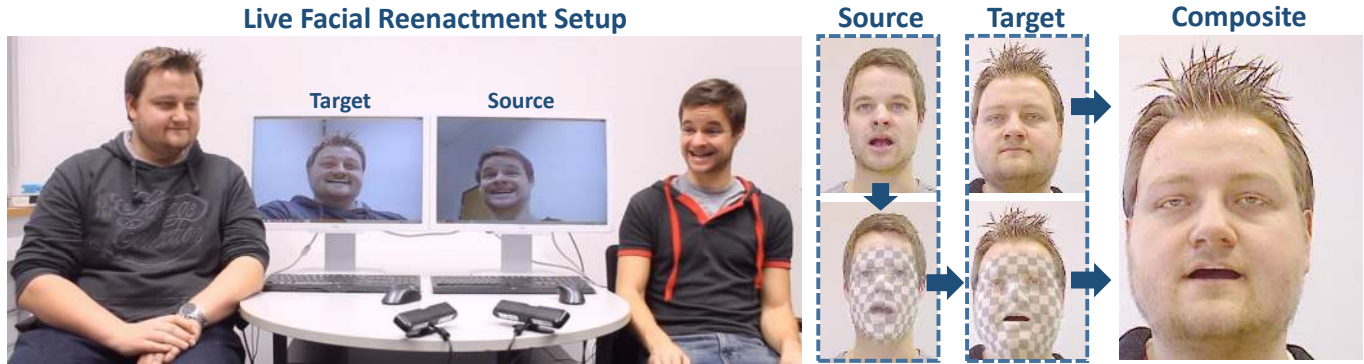 Live Facial Reenactment Setup
Target
Source
Source
Target
Composite